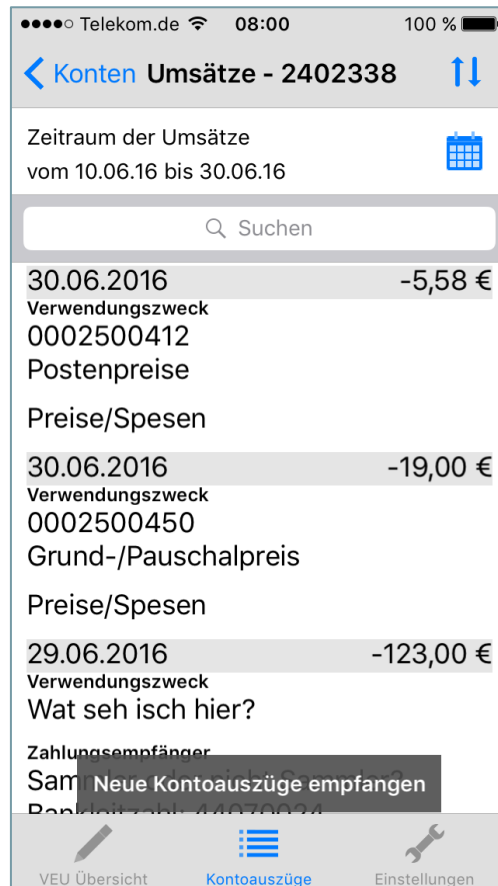 Telekom.de 08:00 100 %
Konten Umsätze - 2402338
Zeitraum der Umsätze
vom 10.06.16 bis 30.06.16
Suchen
30.06.2016 -5,58 €
Verwendungszweck
0002500412
Postenpreise
Preise/Spesen
30.06.2016 -19,00 €
Verwendungszweck
0002500450
Grund-/Pauschalpreis
Preise/Spesen
29.06.2016 -123,00 €
Verwendungszweck
Wat seh isch hier?
Zahlungsempfänger
Neue Kontoauszüge empfangen
Bankleitzahl: 44070024
VEU Übersicht Kontoauszüge Einstellungen